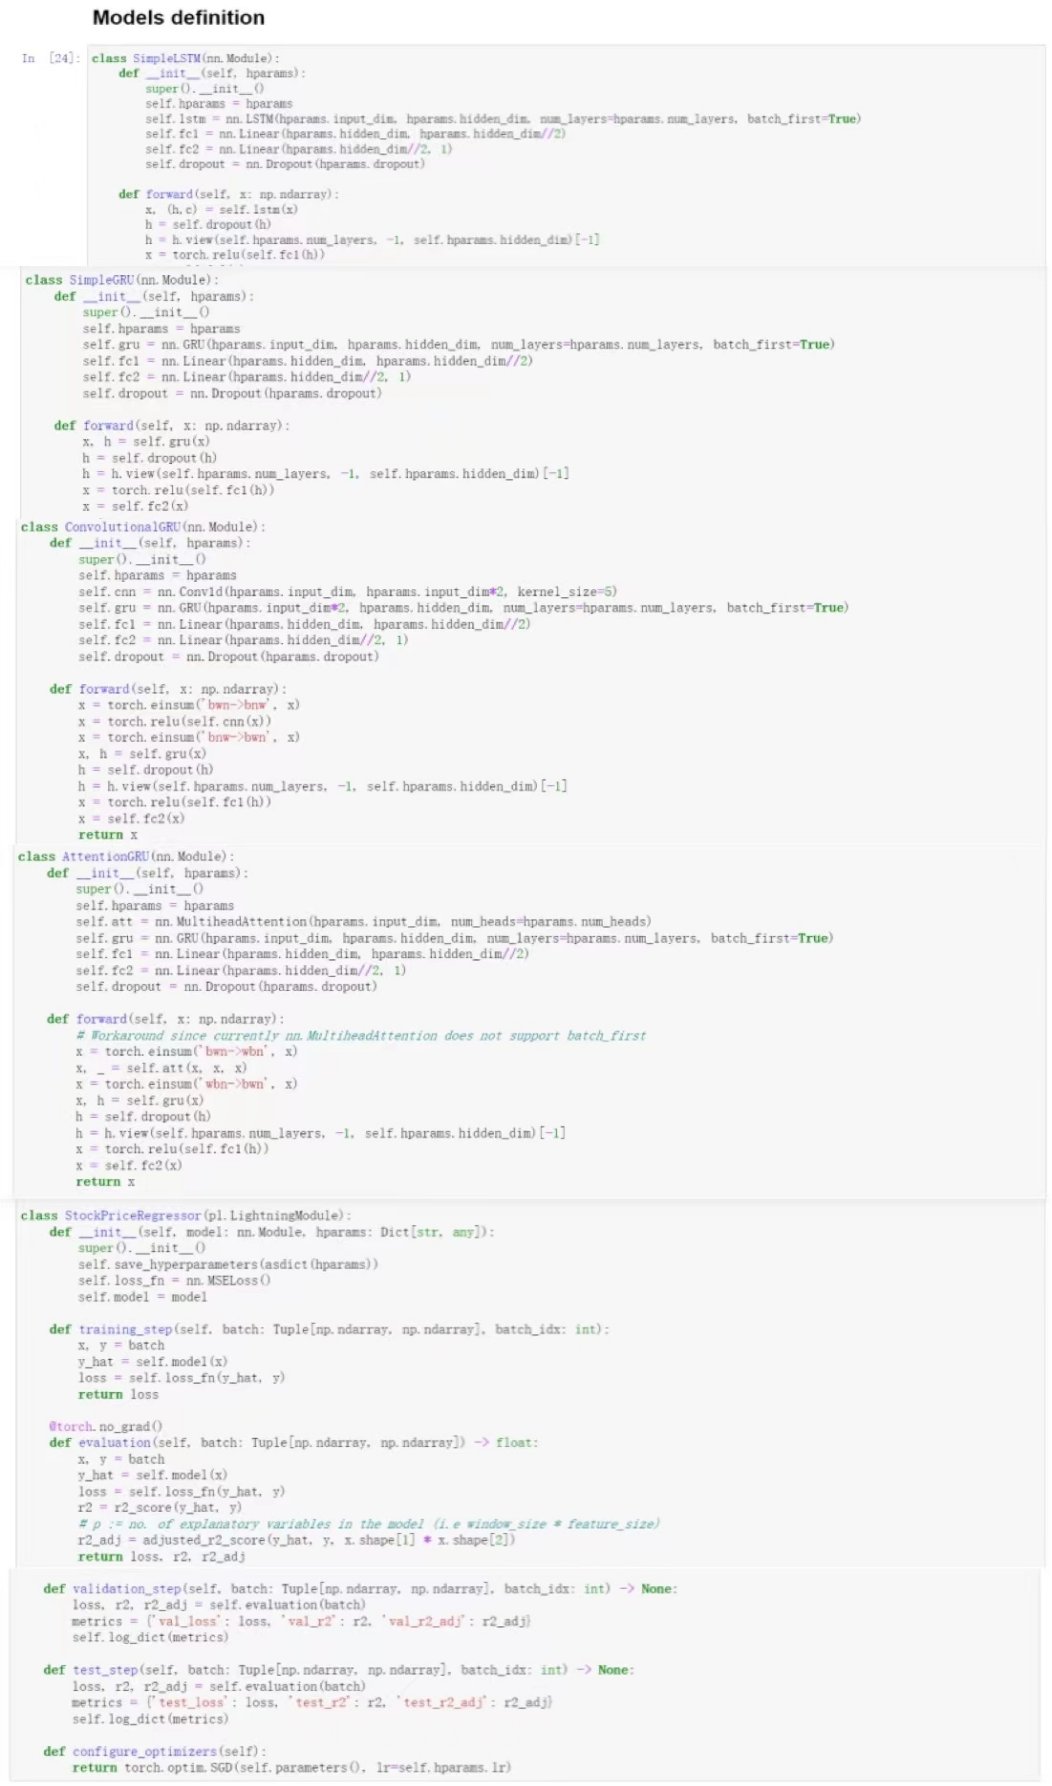 Models definition
In [24]: class SimpleLSTM(nn.Module):
    def __init__(self, hparams):
        super().__init__()
        self.hparams = hparams
        self.lstm = nn.LSTM(hparams.input_dim, hparams.hidden_dim, num_layers=hparams.num_layers, batch_first=True)
        self.fc1 = nn.Linear(hparams.hidden_dim, hparams.hidden_dim//2)
        self.fc2 = nn.Linear(hparams.hidden_dim//2, 1)
        self.dropout = nn.Dropout(hparams.dropout)
    def forward(self, x: np.ndarray):
        x, (h,c) = self.lstm(x)
        h = self.dropout(h)
        h = h.view(self.hparams.num_layers, -1, self.hparams.hidden_dim)[-1]
        x = torch.relu(self.fc1(h))
class SimpleGRU(nn.Module):
    def __init__(self, hparams):
        super().__init__()
        self.hparams = hparams
        self.gru = nn.GRU(hparams.input_dim, hparams.hidden_dim, num_layers=hparams.num_layers, batch_first=True)
        self.fc1 = nn.Linear(hparams.hidden_dim, hparams.hidden_dim//2)
        self.fc2 = nn.Linear(hparams.hidden_dim//2, 1)
        self.dropout = nn.Dropout(hparams.dropout)
    def forward(self, x: np.ndarray):
        x, h = self.gru(x)
        h = self.dropout(h)
        h = h.view(self.hparams.num_layers, -1, self.hparams.hidden_dim)[-1]
        x = torch.relu(self.fc1(h))
        x = self.fc2(x)
class ConvolutionalGRU(nn.Module):
    def __init__(self, hparams):
        super().__init__()
        self.hparams = hparams
        self.cnn = nn.Conv1d(hparams.input_dim, hparams.input_dim*2, kernel_size=5)
        self.gru = nn.GRU(hparams.input_dim*2, hparams.hidden_dim, num_layers=hparams.num_layers, batch_first=True)
        self.fc1 = nn.Linear(hparams.hidden_dim, hparams.hidden_dim//2)
        self.fc2 = nn.Linear(hparams.hidden_dim//2, 1)
        self.dropout = nn.Dropout(hparams.dropout)
    def forward(self, x: np.ndarray):
        x = torch.einsum('bwn->bnw', x)
        x = torch.relu(self.cnn(x))
        x = torch.einsum('bnw->bwn', x)
        x, h = self.gru(x)
        h = self.dropout(h)
        h = h.view(self.hparams.num_layers, -1, self.hparams.hidden_dim)[-1]
        x = torch.relu(self.fc1(h))
        x = self.fc2(x)
        return x
class AttentionGRU(nn.Module):
    def __init__(self, hparams):
        super().__init__()
        self.hparams = hparams
        self.att = nn.MultiheadAttention(hparams.input_dim, num_heads=hparams.num_heads)
        self.gru = nn.GRU(hparams.input_dim, hparams.hidden_dim, num_layers=hparams.num_layers, batch_first=True)
        self.fc1 = nn.Linear(hparams.hidden_dim, hparams.hidden_dim//2)
        self.fc2 = nn.Linear(hparams.hidden_dim//2, 1)
        self.dropout = nn.Dropout(hparams.dropout)
    def forward(self, x: np.ndarray):
        # Workaround since currently nn.MultiheadAttention does not support batch_first
        x = torch.einsum('bwn->wbn', x)
        x, _ = self.att(x, x, x)
        x = torch.einsum('wbn->bwn', x)
        x, h = self.gru(x)
        h = self.dropout(h)
        h = h.view(self.hparams.num_layers, -1, self.hparams.hidden_dim)[-1]
        x = torch.relu(self.fc1(h))
        x = self.fc2(x)
        return x
class StockPriceRegressor(pl.LightningModule):
    def __init__(self, model: nn.Module, hparams: Dict[str, any]):
        super().__init__()
        self.save_hyperparameters(asdict(hparams))
        self.loss_fn = nn.MSELoss()
        self.model = model
    def training_step(self, batch: Tuple[np.ndarray, np.ndarray], batch_idx: int):
        x, y = batch
        y_hat = self.model(x)
        loss = self.loss_fn(y_hat, y)
        return loss
    @torch.no_grad()
    def evaluation(self, batch: Tuple[np.ndarray, np.ndarray]) -> float:
        x, y = batch
        y_hat = self.model(x)
        loss = self.loss_fn(y_hat, y)
        r2 = r2_score(y_hat, y)
        # p := no. of explanatory variables in the model (i.e window_size * feature_size)
        r2_adj = adjusted_r2_score(y_hat, y, x.shape[1] * x.shape[2])
        return loss, r2, r2_adj
    def validation_step(self, batch: Tuple[np.ndarray, np.ndarray], batch_idx: int) -> None:
        loss, r2, r2_adj = self.evaluation(batch)
        metrics = {'val_loss': loss, 'val_r2': r2, 'val_r2_adj': r2_adj}
        self.log_dict(metrics)
    def test_step(self, batch: Tuple[np.ndarray, np.ndarray], batch_idx: int) -> None:
        loss, r2, r2_adj = self.evaluation(batch)
        metrics = {'test_loss': loss, 'test_r2': r2, 'test_r2_adj': r2_adj}
        self.log_dict(metrics)
    def configure_optimizers(self):
        return torch.optim.SGD(self.parameters(), lr=self.hparams.lr)